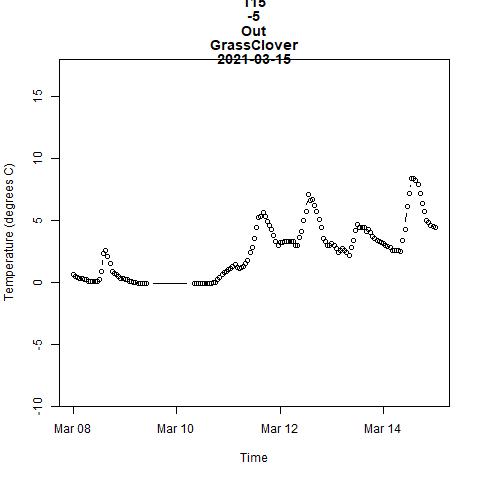 T15
-5
Out
GrassClover
2021-03-15
Temperature (degrees C)
15
10
5
0
-5
-10
Mar 08 Mar 10 Mar 12 Mar 14
Time